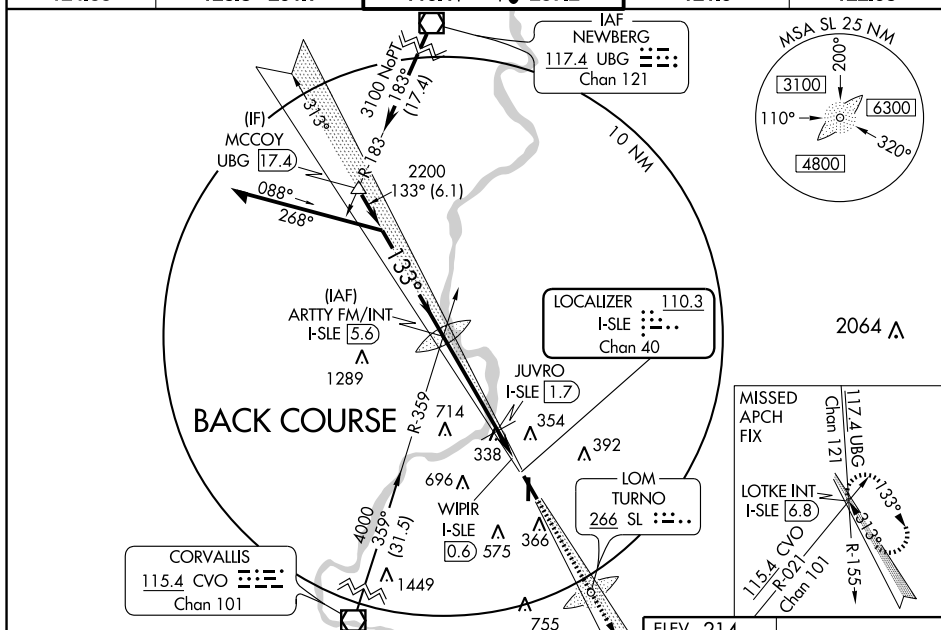 IAF
NEWBERG
117.4 UBG
Chan 121
MSA SL 25 NM
200°
3100
6300
110°
320°
4800
3100 NoPT
183°
(17.4)
R-183
313°
(IF)
MCCOY
UBG 17.4
10 NM
2200
133° (6.1)
088°
268°
133°
(IAF)
ARTTY FM/INT
I-SLE 5.6
1289
LOCALIZER 110.3
I-SLE
Chan 40
2064
JUVRO
I-SLE 1.7
BACK COURSE
R-359
714
354
338
392
696
WIPIR
I-SLE
0.6
575
366
LOM
TURNO
266 SL
4000
359°
(31.5)
CORVALLIS
115.4 CVO
Chan 101
1449
755
MISSED
APCH
FIX
117.4 UBG
Chan 121
LOTKE INT
I-SLE 6.8
133°
313°
115.4 CVO
R-021
Chan 101
R-155